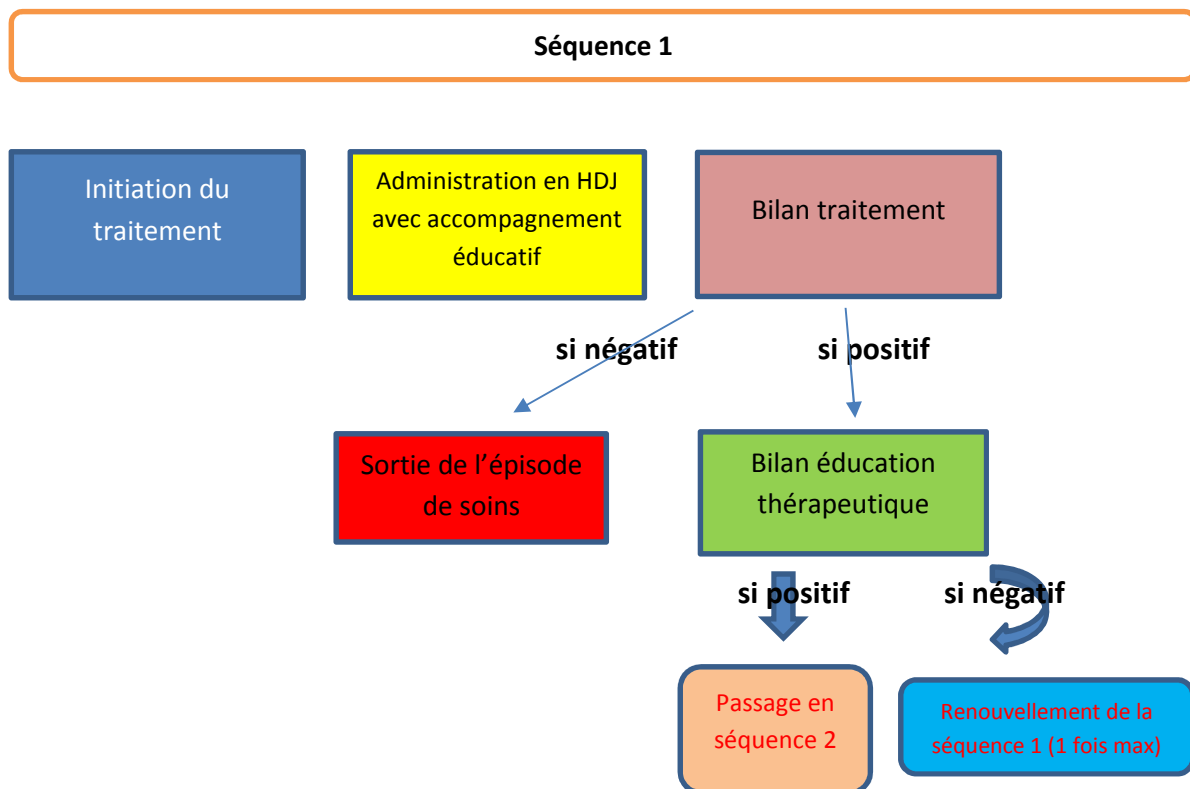 Séquence 1
Initiation du
traitement
Administration en HDJ
avec accompagnement
éducatif
Bilan traitement
si négatif
si positif
Sortie de l’épisode
de soins
Bilan éducation
thérapeutique
si positif
si négatif
Passage en
séquence 2
Renouvellement de la
séquence 1 (1 fois max)